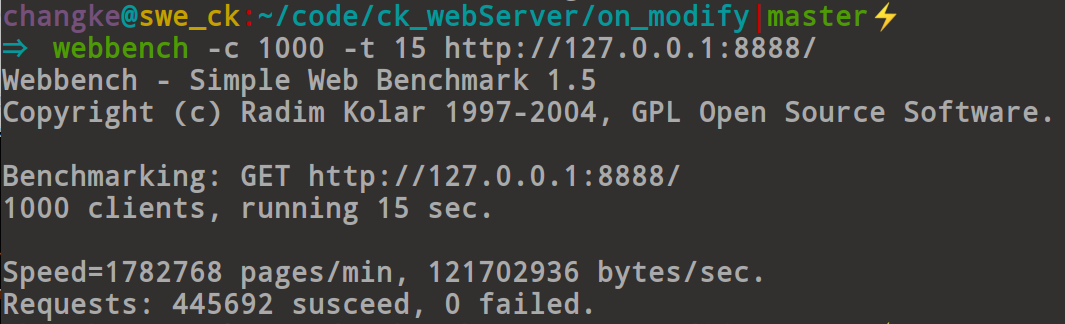 changke@swe_ck:~/code/ck_webServer/on_modify|master⚡
⇒ webbench -c 1000 -t 15 http://127.0.0.1:8888/
Webbench - Simple Web Benchmark 1.5
Copyright (c) Radim Kolar 1997-2004, GPL Open Source Software.
Benchmarking: GET http://127.0.0.1:8888/
1000 clients, running 15 sec.
Speed=1782768 pages/min, 121702936 bytes/sec.
Requests: 445692 susceed, 0 failed.